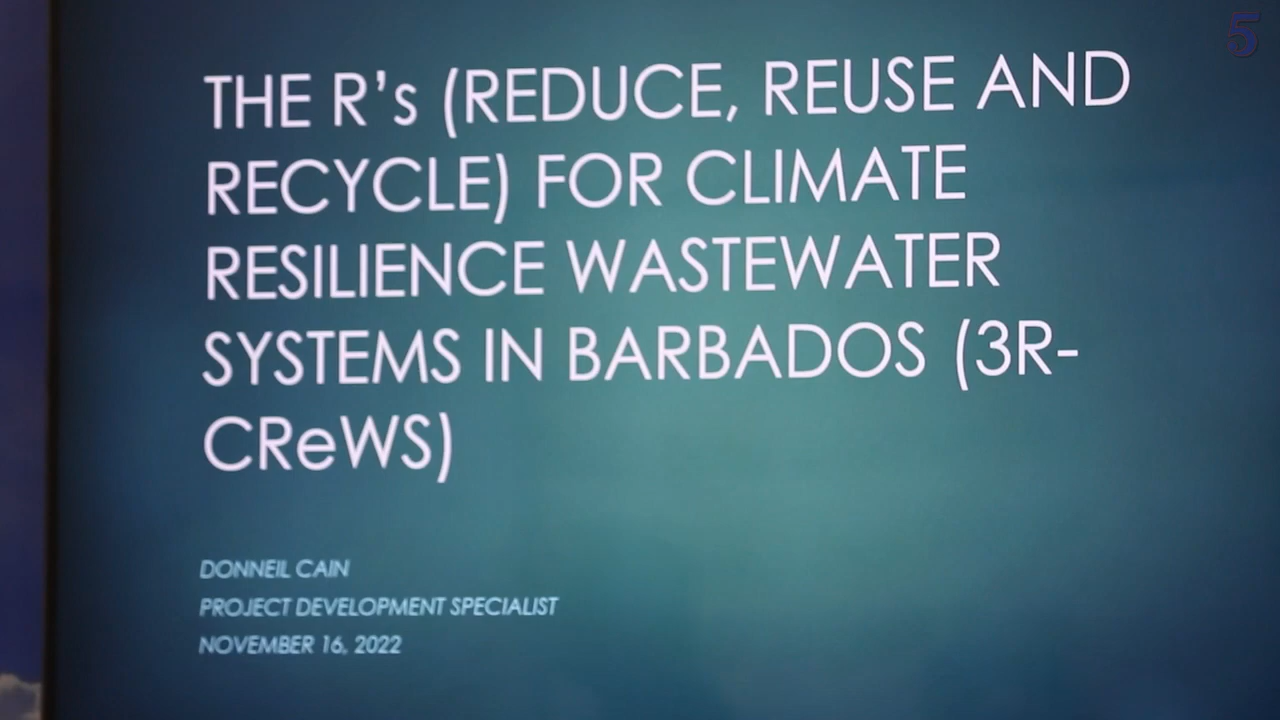 5
THE R's (REDUCE, REUSE AND
RECYCLE) FOR CLIMATE
RESILIENCE WASTEWATER
SYSTEMS IN BARBADOS (3R-
CReWS)
DONNEIL CAIN
PROJECT DEVELOPMENT SPECIALIST
NOVEMBER 16, 2022